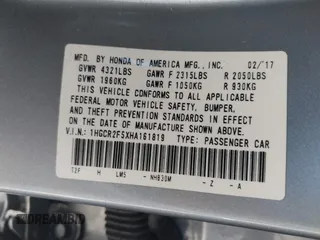 MFD. BY HONDA OF AMERICA MFG., INC. 02/17
GVWR 4321LBS GAWR F 2315LBS R 2050LBS
GVWR 1960KG GAWR F 1050KG R 930KG
THIS VEHICLE CONFORMS TO ALL APPLICABLE
FEDERAL MOTOR VEHICLE SAFETY, BUMPER,
AND THEFT PREVENTION STANDARDS IN EFFECT
ON THE DATE OF MANUFACTURE SHOWN ABOVE.
V.I.N.: 1HGCR2F5XHA161819 TYPE: PASSENGER CAR
H LM5 - NH830M - Z - A
DREAMBID